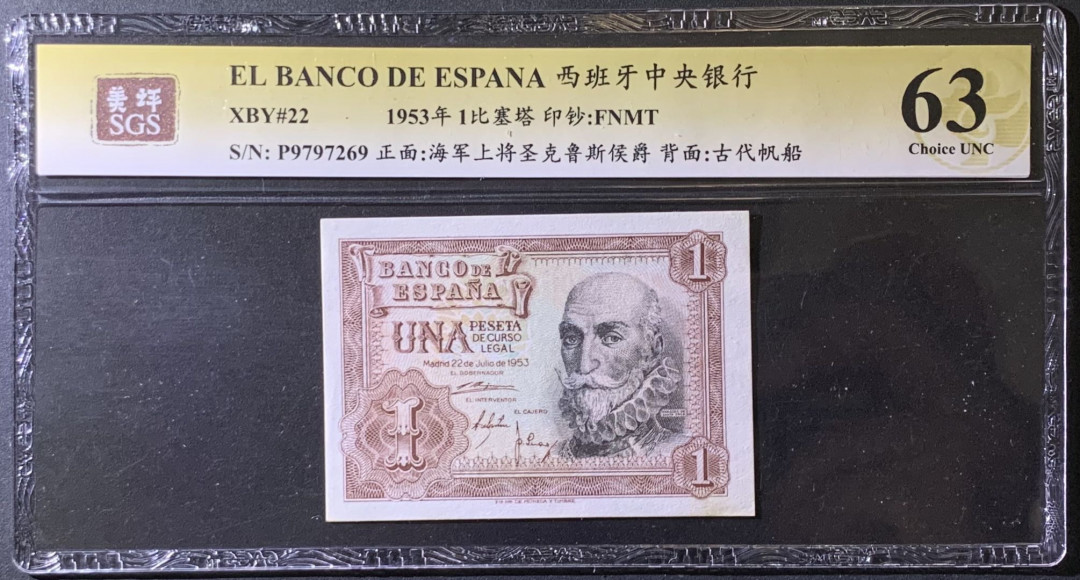 美评
SGS
EL BANCO DE ESPANA 西班牙中央银行
XBY#22 1953年 1比塞塔 印钞:FNMT
S/N: P9797269 正面:海军上将圣克鲁斯侯爵 背面:古代帆船
63
Choice UNC
BANCO DE
ESPAÑA
UNA PESETA
DE CURSO
LEGAL
Madrid 22 de Julio de 1953
EL GOBERNADOR
EL INTERVENTOR
EL CAJERO
1
1
1